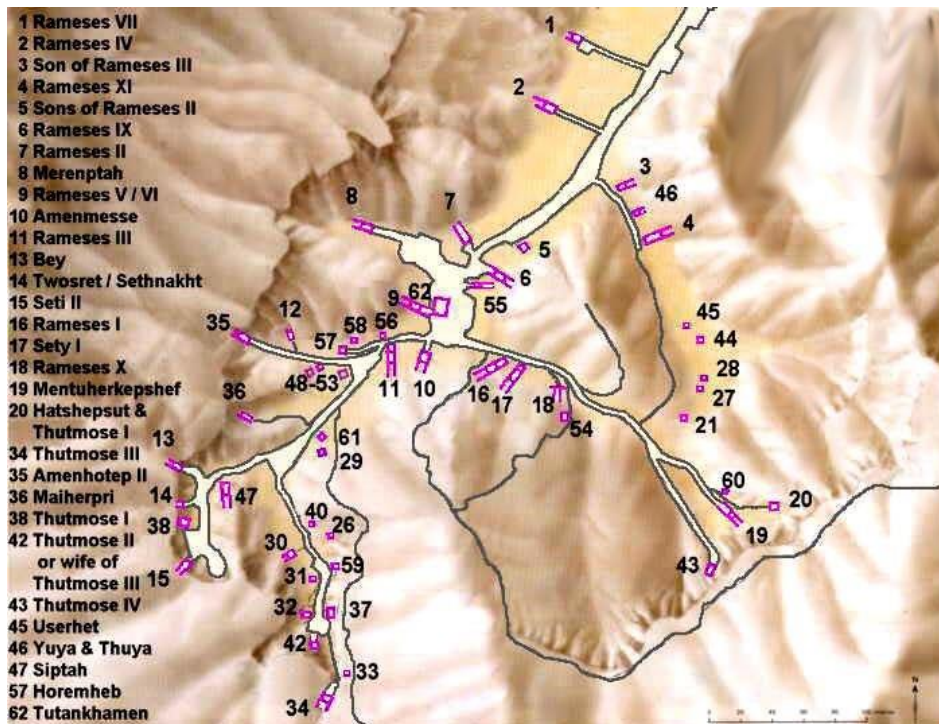 1 Rameses VII
2 Rameses IV
3 Son of Rameses III
4 Rameses XI
5 Sons of Rameses II
6 Rameses IX
7 Rameses II
8 Merenptah
9 Rameses V / VI
10 Amenmesse
11 Rameses III
13 Bey
14 Twosret / Sethnakht
15 Seti II
16 Rameses I
17 Sety I
18 Rameses X
19 Mentuherkepshef
20 Hatshepsut &
Thutmose I
34 Thutmose III
35 Amenhotep II
36 Maiherpri
38 Thutmose I
42 Thutmose II
or wife of
Thutmose III
43 Thutmose IV
45 Userhet
46 Yuya & Thuya
47 Siptah
57 Horemheb
62 Tutankhamen
1
2
3
46
4
8
7
5
6
55
9
62
12
35
58
56
57
48-53
11
10
16
17
18
54
45
44
28
27
21
36
61
29
13
14
47
38
15
40
26
30
59
31
32
37
42
33
34
60
20
19
43
N
0
20
40
60